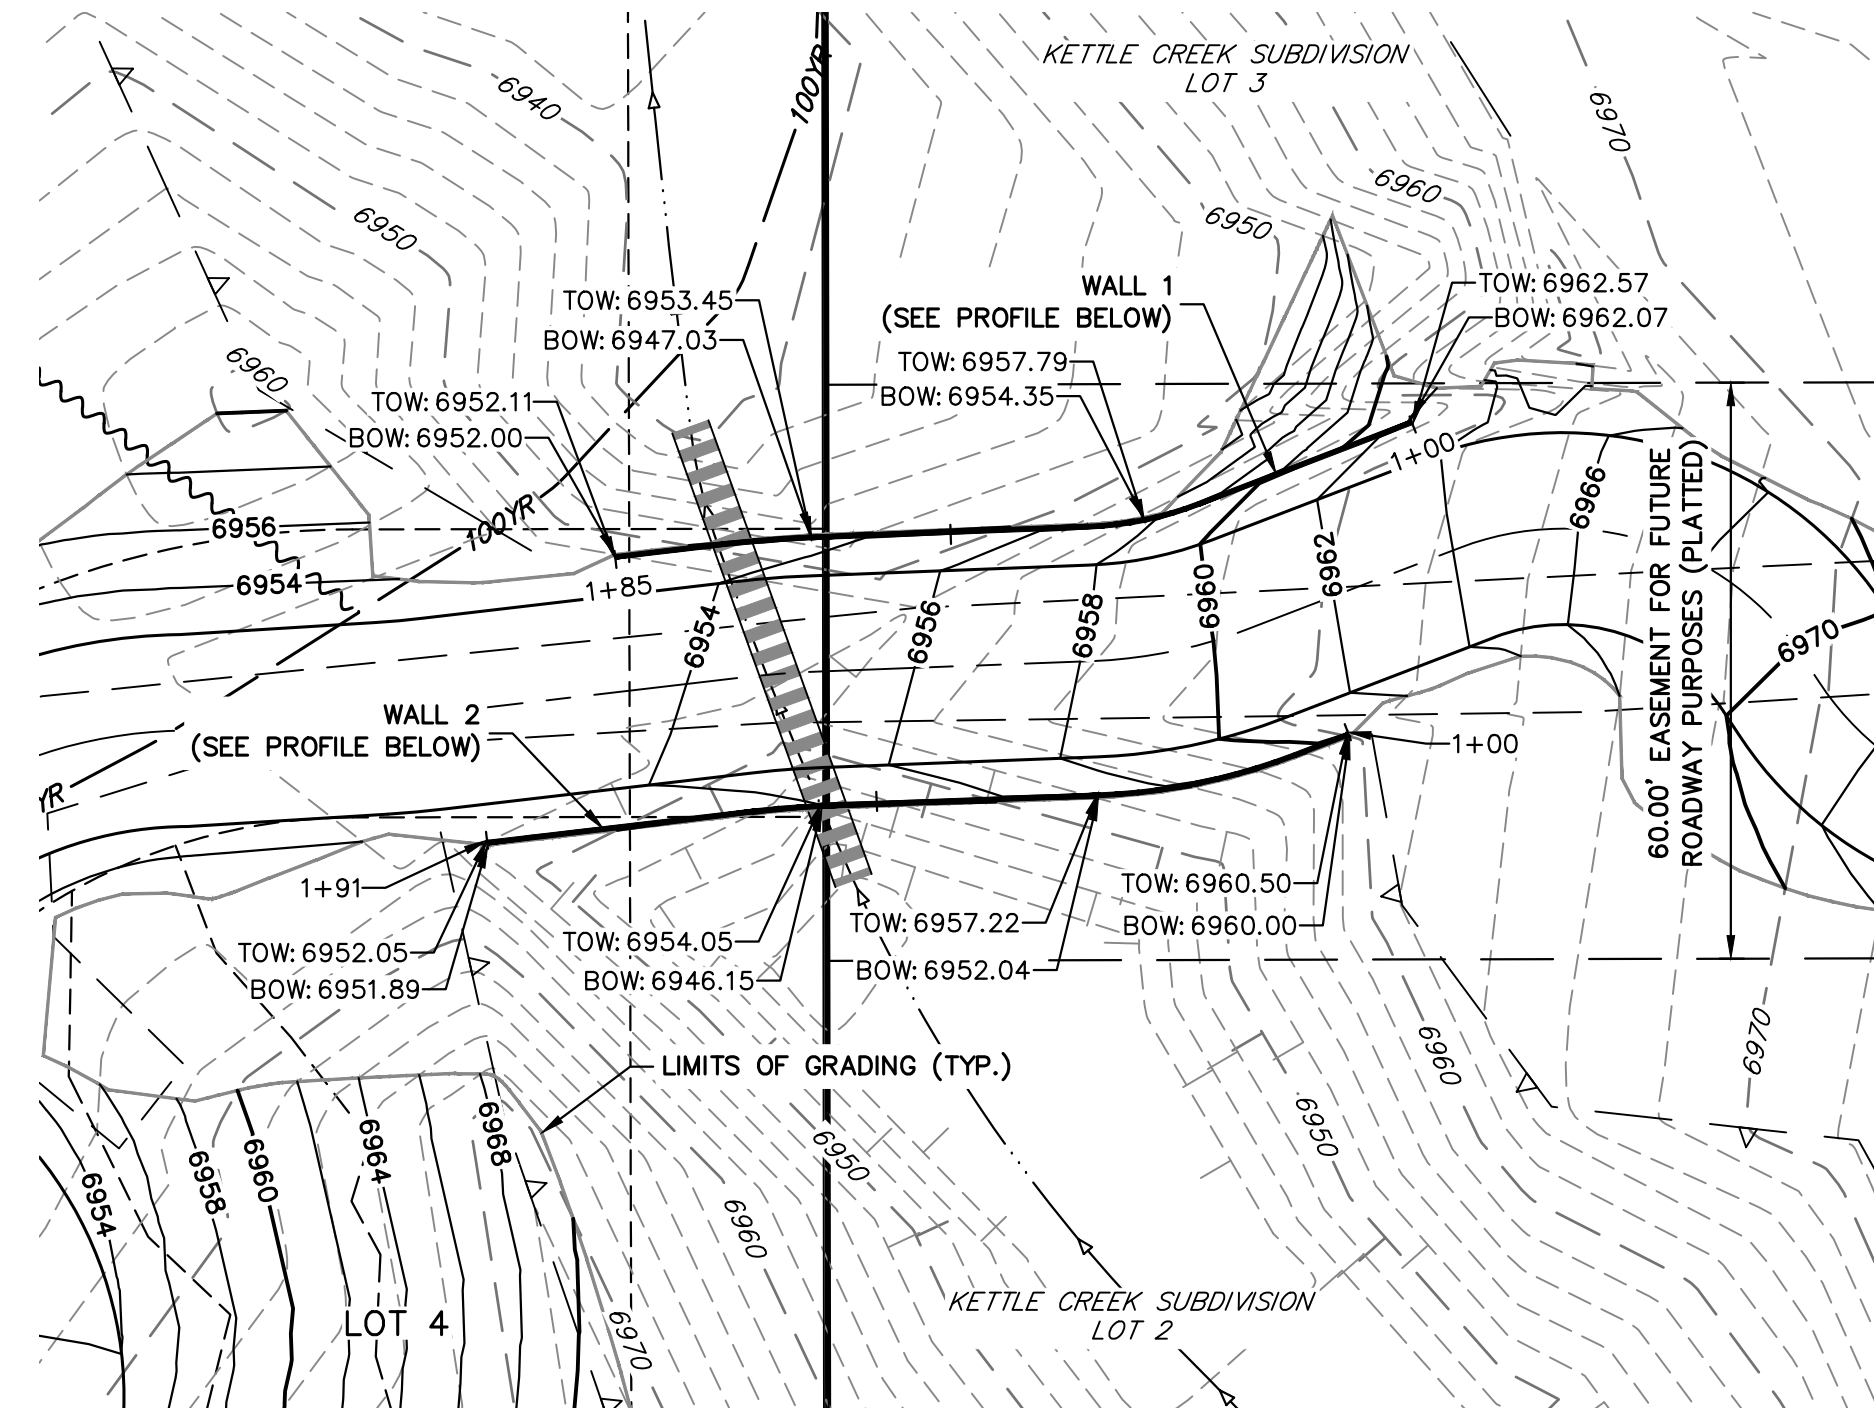 KETTLE CREEK SUBDIVISION
LOT 3
6940
100YR
6970
6960
6950
6950
WALL 1
(SEE PROFILE BELOW)
TOW: 6962.57
BOW: 6962.07
TOW: 6953.45
BOW: 6947.03
TOW: 6957.79
BOW: 6954.35
6960
TOW: 6952.11
BOW: 6952.00
1+00
6966
60.00' EASEMENT FOR FUTURE
ROADWAY PURPOSES (PLATTED)
6956
100YR
6954
1+85
6954
6956
6958
6960
6962
6970
WALL 2
(SEE PROFILE BELOW)
1+00
YR
1+91
TOW: 6960.50
BOW: 6960.00
TOW: 6957.22
BOW: 6952.04
TOW: 6954.05
BOW: 6946.15
TOW: 6952.05
BOW: 6951.89
LIMITS OF GRADING (TYP.)
6960
6970
6950
6950
6968
6964
6960
6958
6954
6960
LOT 4
6970
KETTLE CREEK SUBDIVISION
LOT 2